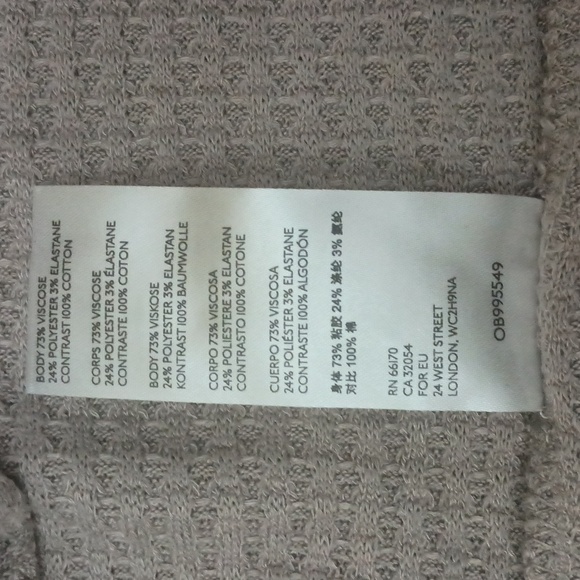 BODY 73% VISCOSE
24% POLYESTER 3% ELASTANE
CONTRAST 100% COTTON
CORPS 73% VISCOSE
24% POLYESTER 3% ÉLASTANE
CONTRASTE 100% COTON
BODY 73% VISKOSE
24% POLYESTER 3% ELASTAN
KONTRAST 100% BAUMWOLLE
CORPO 73% VISCOSA
24% POLIESTERE 3% ELASTAN
CONTRASTO 100% COTONE
CUERPO 73% VISCOSA
24% POLIÉSTER 3% ELASTANE
CONTRASTE 100% ALGODÓN
身体 73% 粘胶 24% 涤纶 3% 氨纶
对比 100% 棉
RN 66170
CA 32054
FOR EU
24 WEST STREET
LONDON, WC2H9NA
OB995549